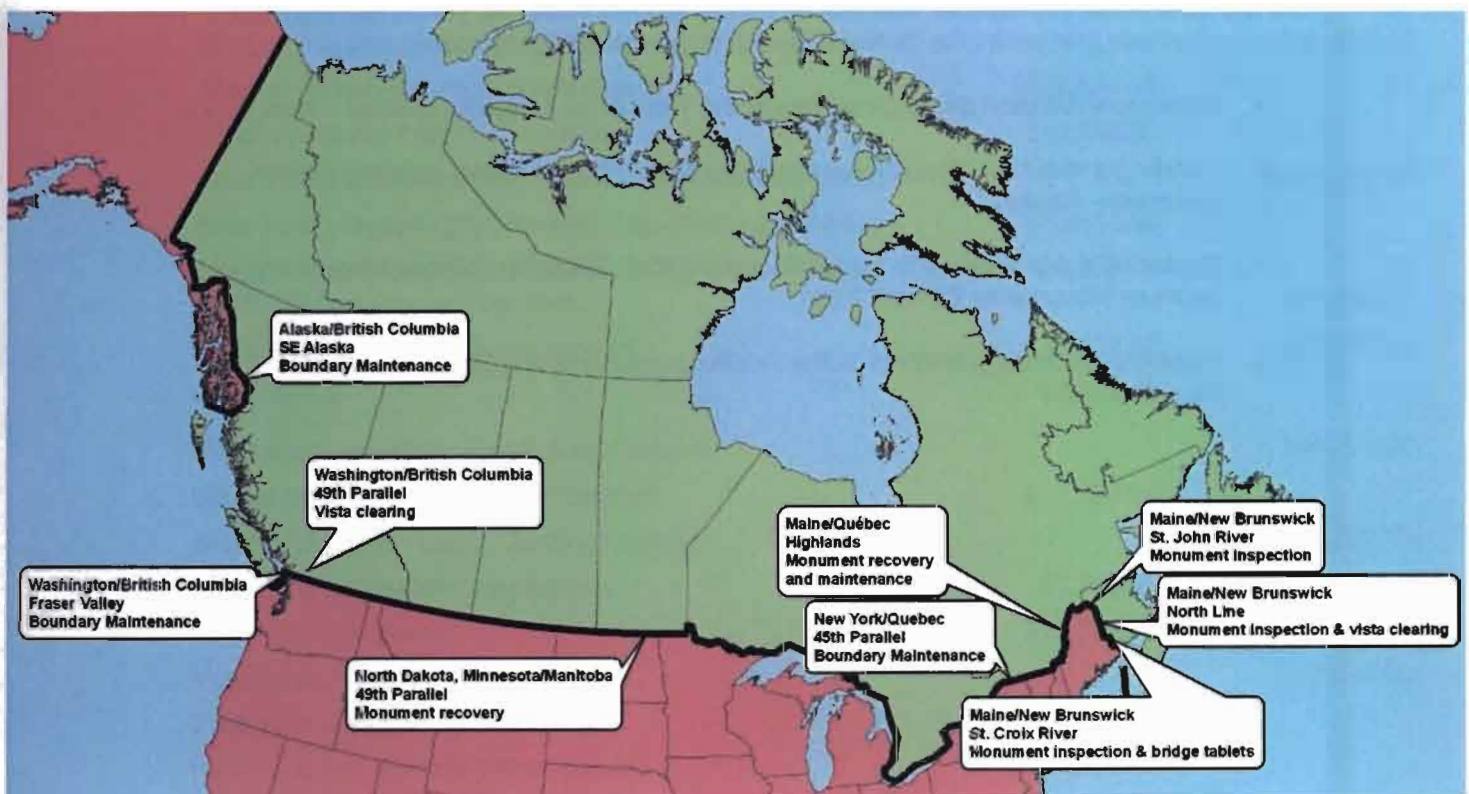 Alaska/British Columbia
SE Alaska
Boundary Maintenance
Washington/British Columbia
49th Parallel
Vista clearing
Washington/British Columbia
Fraser Valley
Boundary Maintenance
North Dakota, Minnesota/Manitoba
49th Parallel
Monument recovery
Maine/Québec
Highlands
Monument recovery
and maintenance
New York/Quebec
45th Parallel
Boundary Maintenance
Maine/New Brunswick
St. John River
Monument Inspection
Maine/New Brunswick
North Line
Monument inspection & vista clearing
Maine/New Brunswick
St. Croix River
Monument inspection & bridge tablets